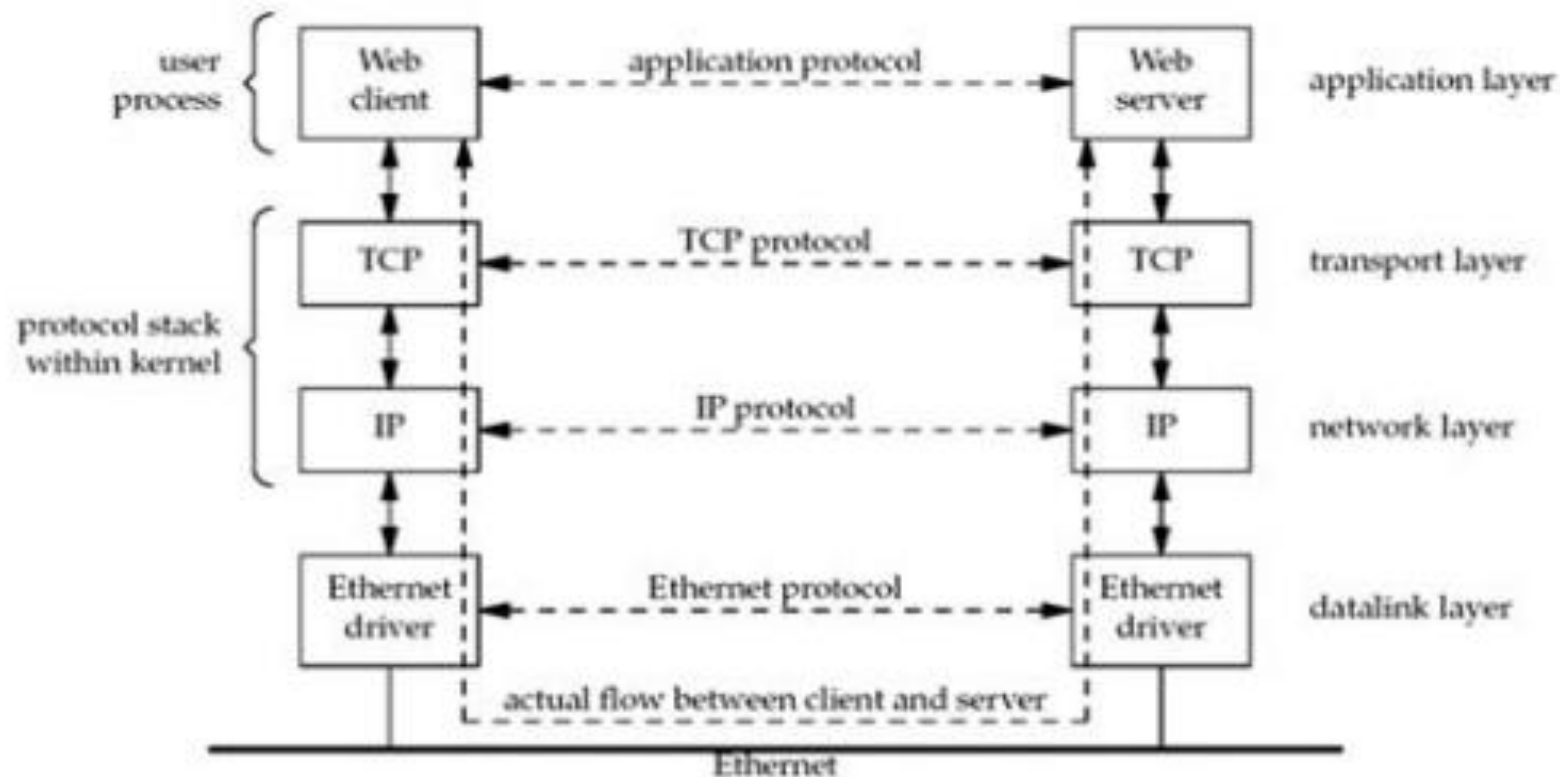 user
process
Web
client
application protocol
Web
server
application layer
TCP
TCP protocol
TCP
transport layer
protocol stack
within kernel
IP
IP protocol
IP
network layer
Ethernet
driver
Ethernet protocol
Ethernet
driver
datalink layer
actual flow between client and server
Ethernet